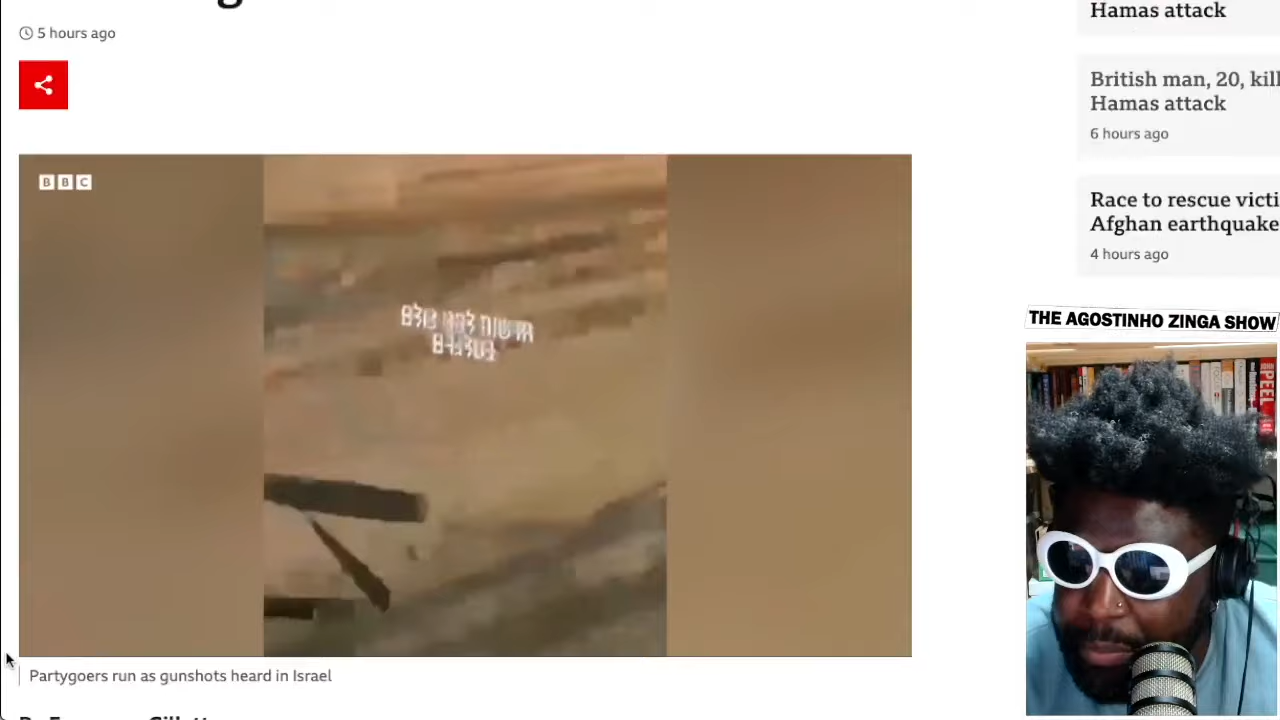 5 hours ago
BBC
Partygoers run as gunshots heard in Israel
Hamas attack
British man, 20, kill
Hamas attack
6 hours ago
Race to rescue victi
Afghan earthquake
4 hours ago
THE AGOSTINHO ZINGA SHOW
PEEL